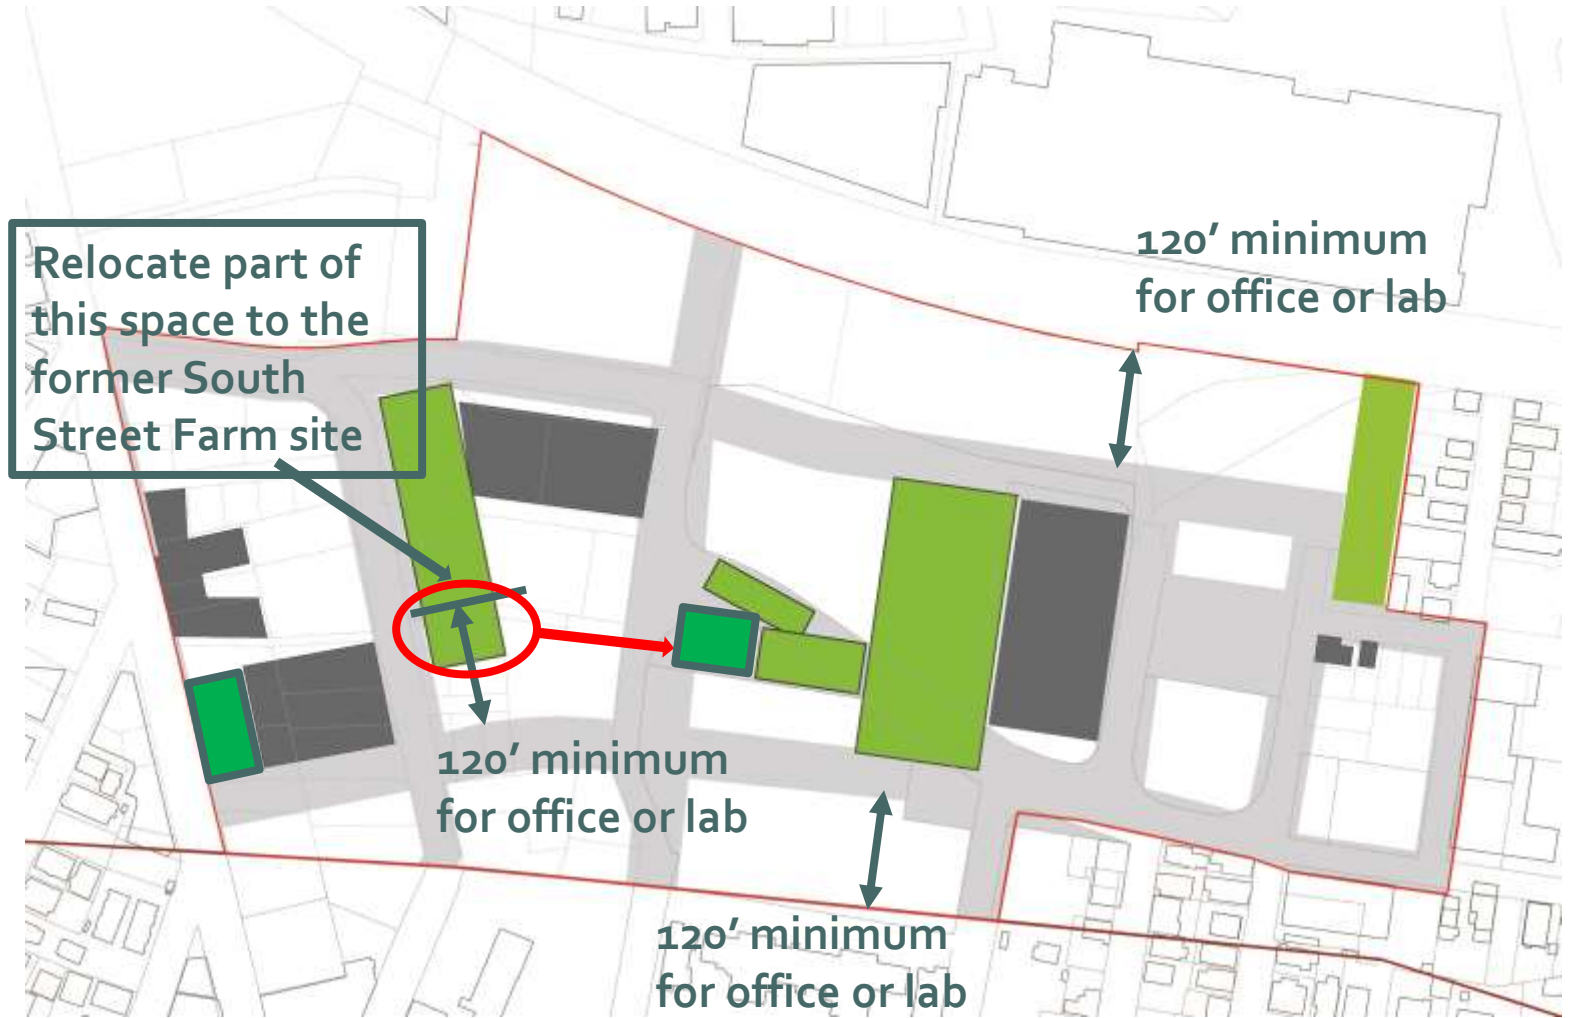 Relocate part of
this space to the
former South
Street Farm site
120′ minimum
for office or lab
120′ minimum
for office or lab
120′ minimum
for office or lab